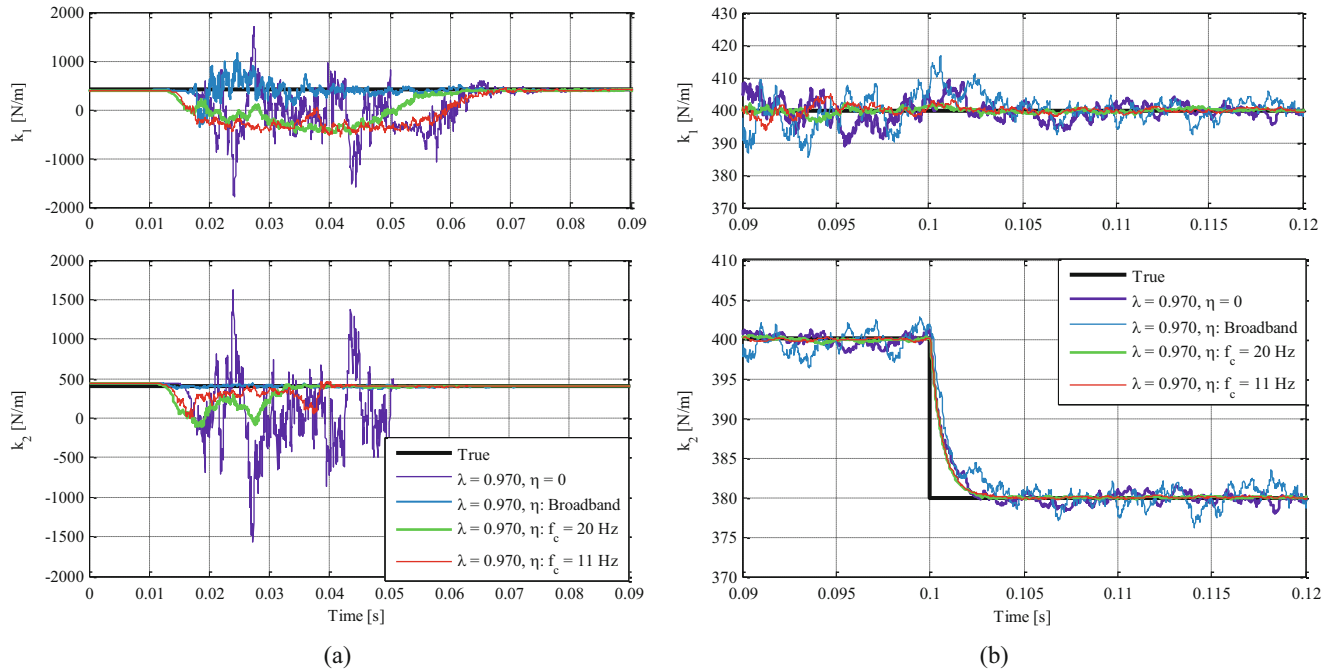 2000
1000
0
-1000
-2000
k1 [N/m]
0 0.01 0.02 0.03 0.04 0.05 0.06 0.07 0.08 0.09
430
420
410
400
390
380
370
k1 [N/m]
0.09 0.095 0.1 0.105 0.11 0.115 0.12
2000
1500
1000
500
0
-500
-1000
-1500
-2000
k2 [N/m]
True
λ = 0.970, η = 0
λ = 0.970, η: Broadband
λ = 0.970, η: fc = 20 Hz
λ = 0.970, η: fc = 11 Hz
0 0.01 0.02 0.03 0.04 0.05 0.06 0.07 0.08 0.09
Time [s]
(a)
410
400
390
380
370
k2 [N/m]
True
λ = 0.970, η = 0
λ = 0.970, η: Broadband
λ = 0.970, η: fc = 20 Hz
λ = 0.970, η: fc = 11 Hz
0.09 0.095 0.1 0.105 0.11 0.115 0.12
Time [s]
(b)